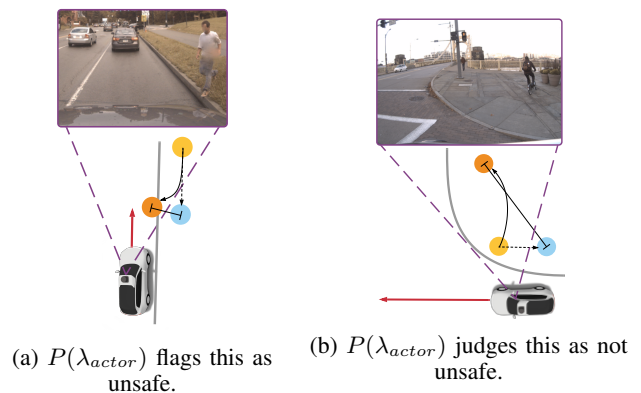 (a) P(λ_actor) flags this as
unsafe.
(b) P(λ_actor) judges this as not
unsafe.